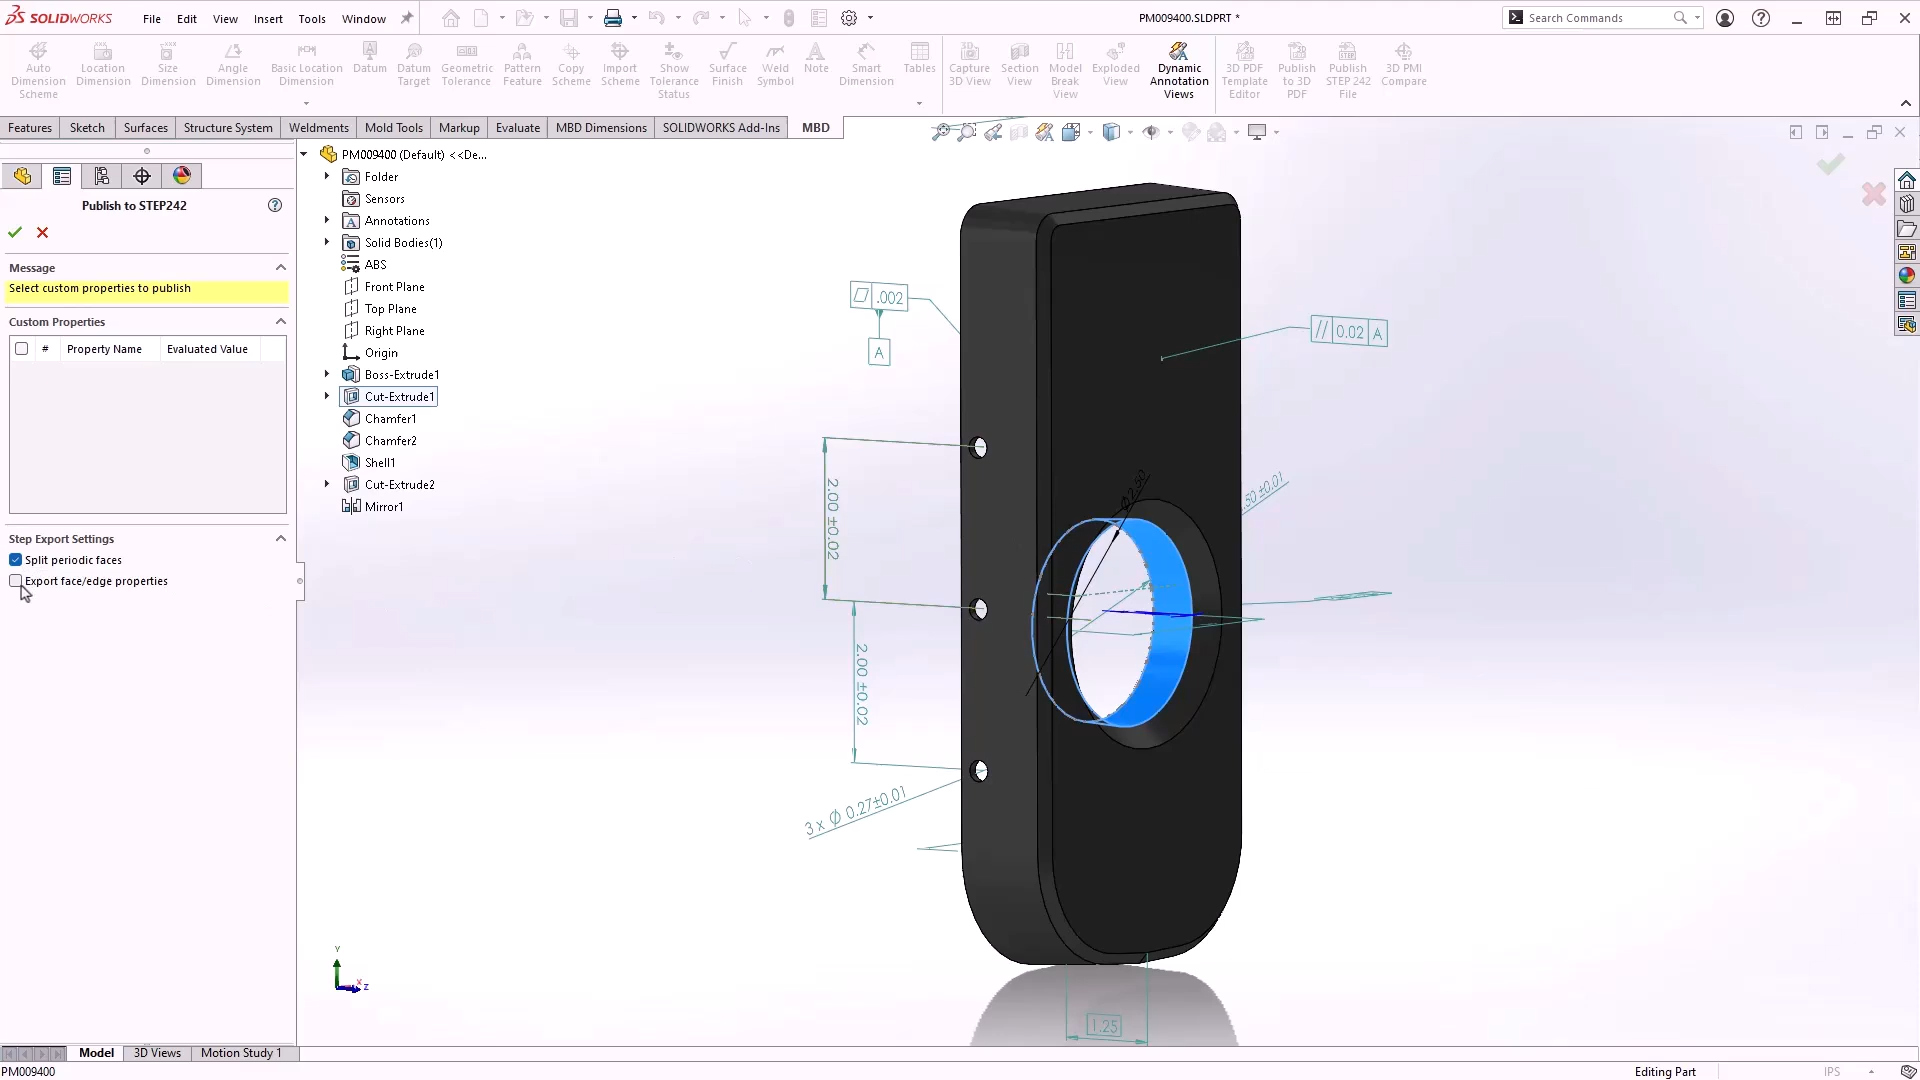 SOLIDWORKS
File Edit View Insert Tools Window
PM009400.SLDPRT *
Search Commands
Auto Dimension Scheme
Location Dimension
Size Dimension
Angle Dimension
Basic Location Dimension
Datum
Datum Target
Geometric Tolerance
Pattern Feature
Copy Scheme
Import Scheme
Show Tolerance Status
Surface Finish
Weld Symbol
Note
Smart Dimension
Tables
Capture 3D View
Section View
Model Break View
Exploded View
Dynamic Annotation Views
3D PDF Template Editor
Publish to 3D PDF
Publish STEP 242 File
3D PMI Compare
Features Sketch Surfaces Structure System Weldments Mold Tools Markup Evaluate MBD Dimensions SOLIDWORKS Add-Ins MBD
Publish to STEP242
Message
Select custom properties to publish
Custom Properties
# Property Name Evaluated Value
Step Export Settings
Split periodic faces
Export face/edge properties
PM009400 (Default) <<De...
Folder
Sensors
Annotations
Solid Bodies(1)
ABS
Front Plane
Top Plane
Right Plane
Origin
Boss-Extrude1
Cut-Extrude1
Chamfer1
Chamfer2
Shell1
Cut-Extrude2
Mirror1
.002
A
// 0.02 A
2.00 ±0.02
2.00 ±0.02
Ø2.50
.50 ±0.01
3 x Ø 0.27±0.01
1.25
Y
X
Z
Model 3D Views Motion Study 1
PM009400
Editing Part
IPS